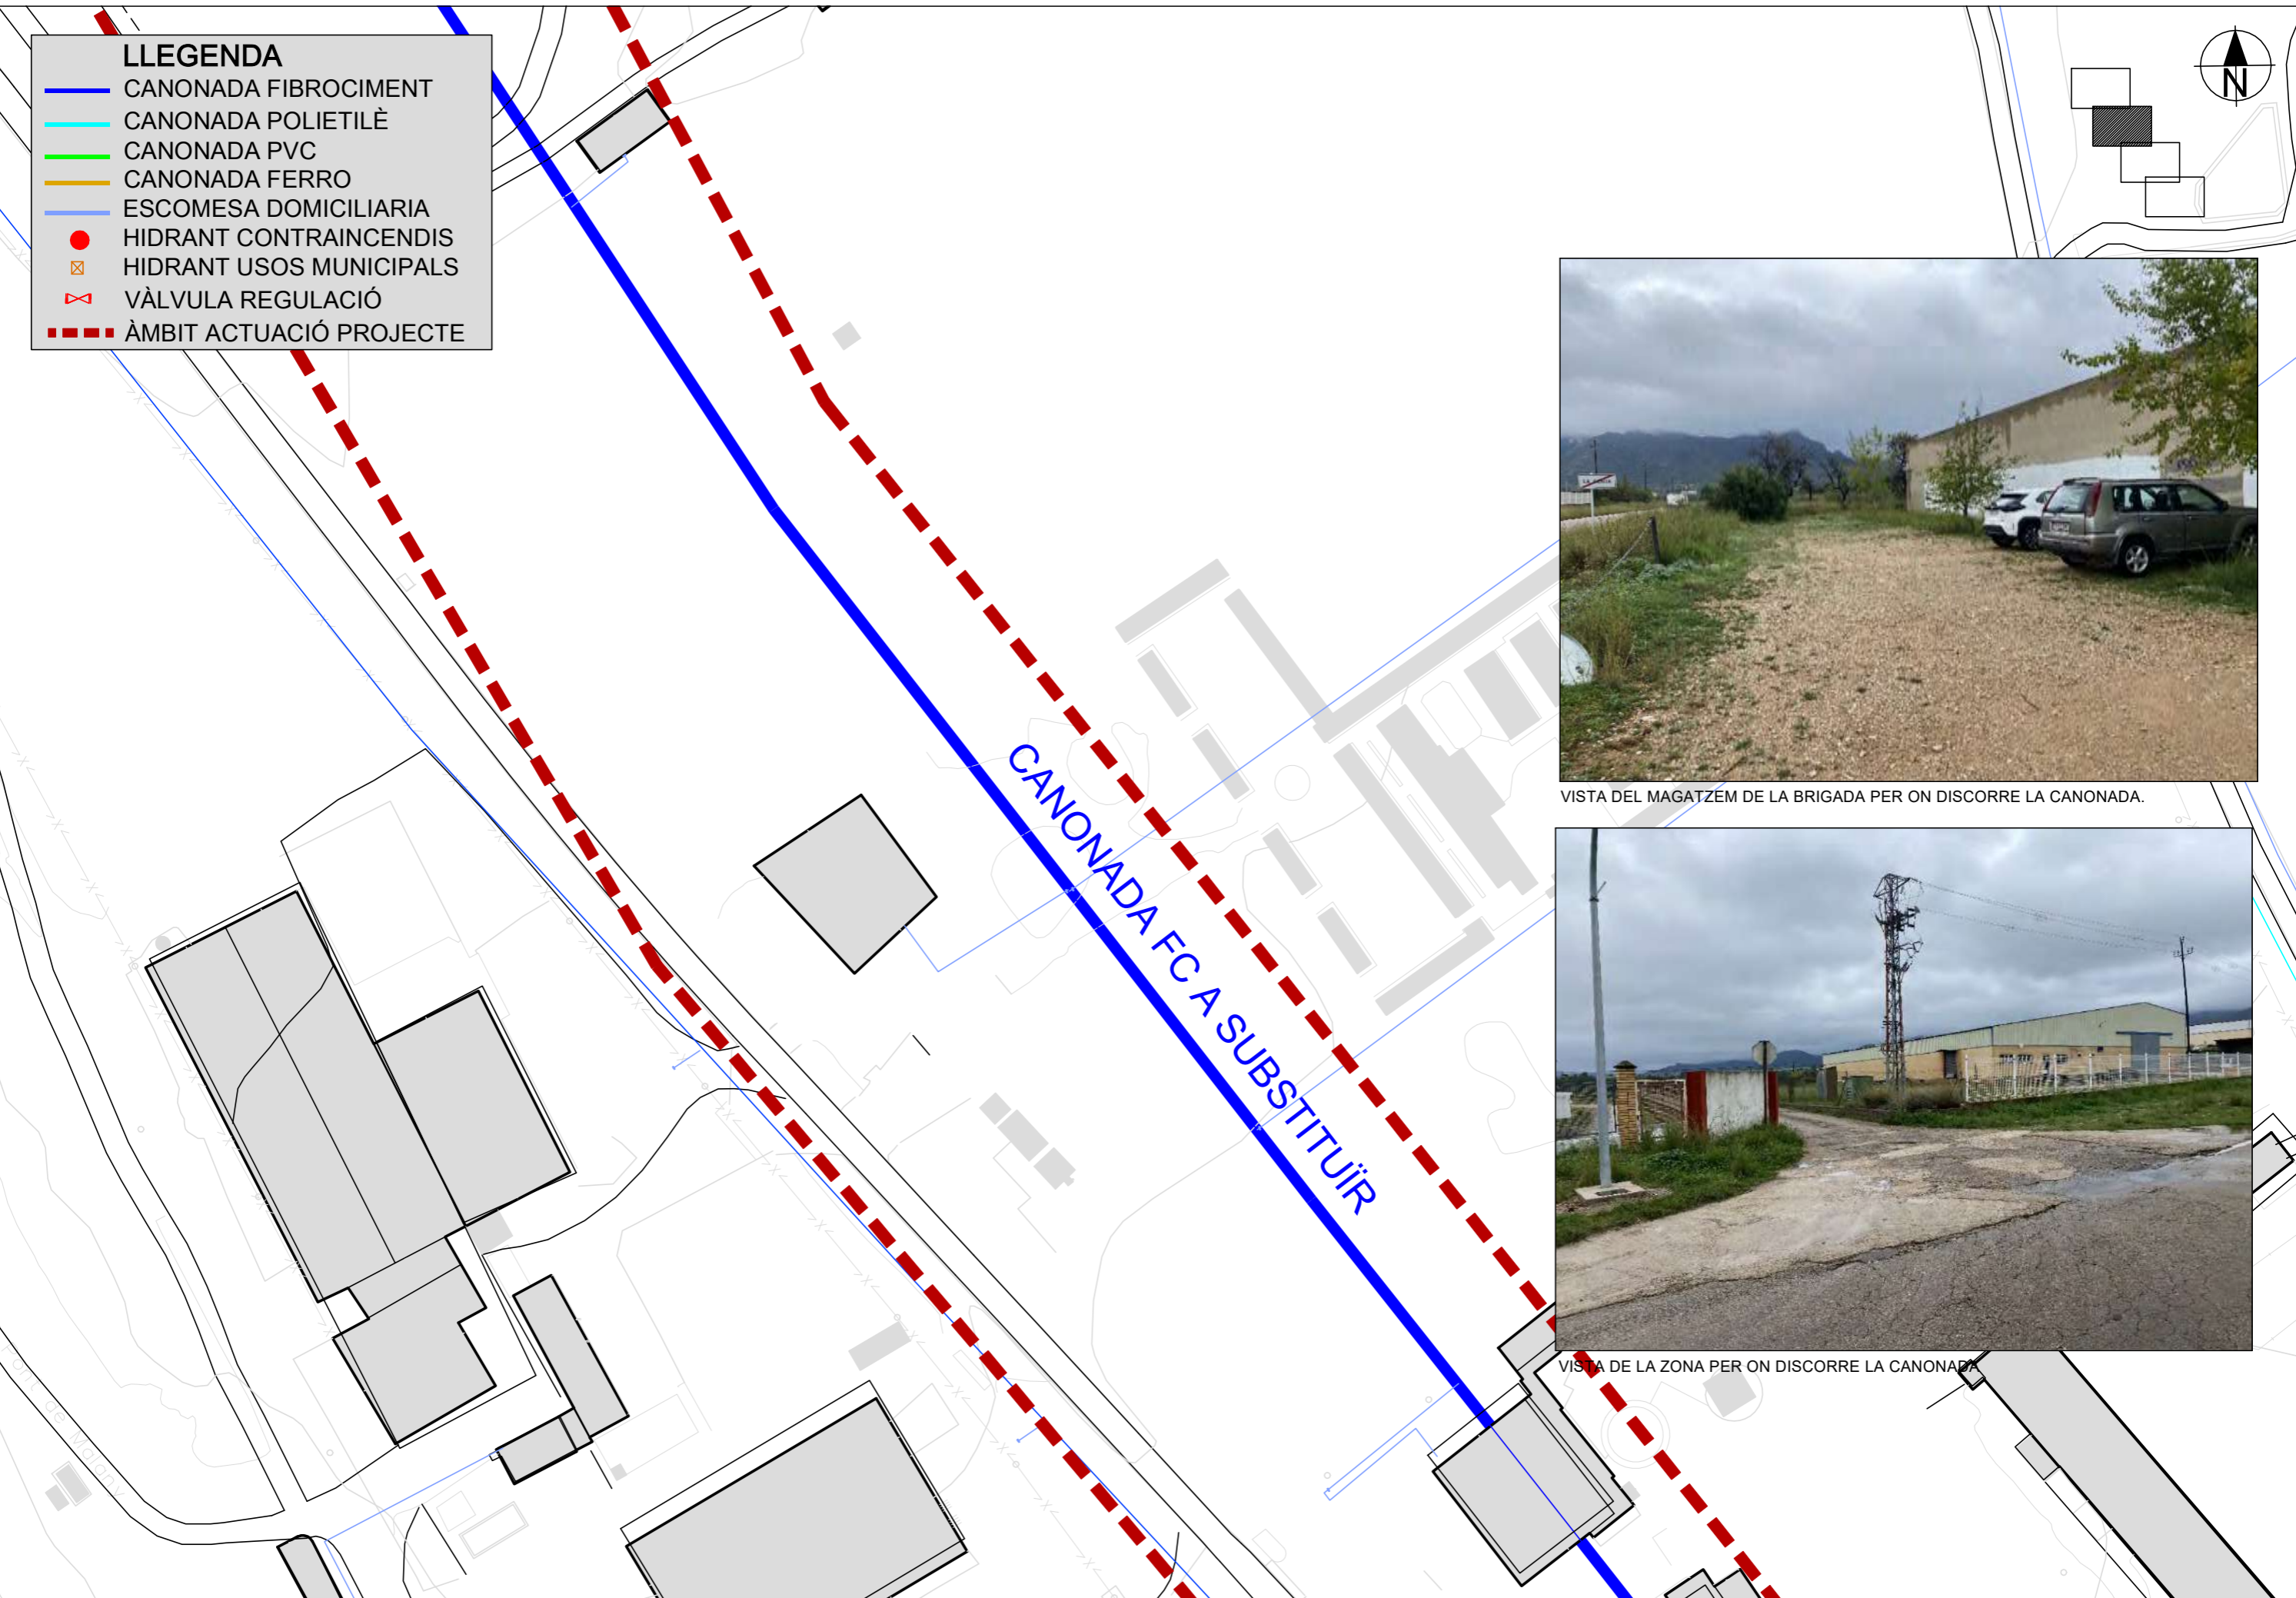 LLEGENDA
CANONADA FIBROCIMENT
CANONADA POLIETILÈ
CANONADA PVC
CANONADA FERRO
ESCOMESA DOMICILIARIA
HIDRANT CONTRAINCENDIS
HIDRANT USOS MUNICIPALS
VÀLVULA REGULACIÓ
ÀMBIT ACTUACIÓ PROJECTE
N
VISTA DEL MAGATZEM DE LA BRIGADA PER ON DISCORRE LA CANONADA.
CANONADA FC A SUBSTITUÏR
VISTA DE LA ZONA PER ON DISCORRE LA CANONADA